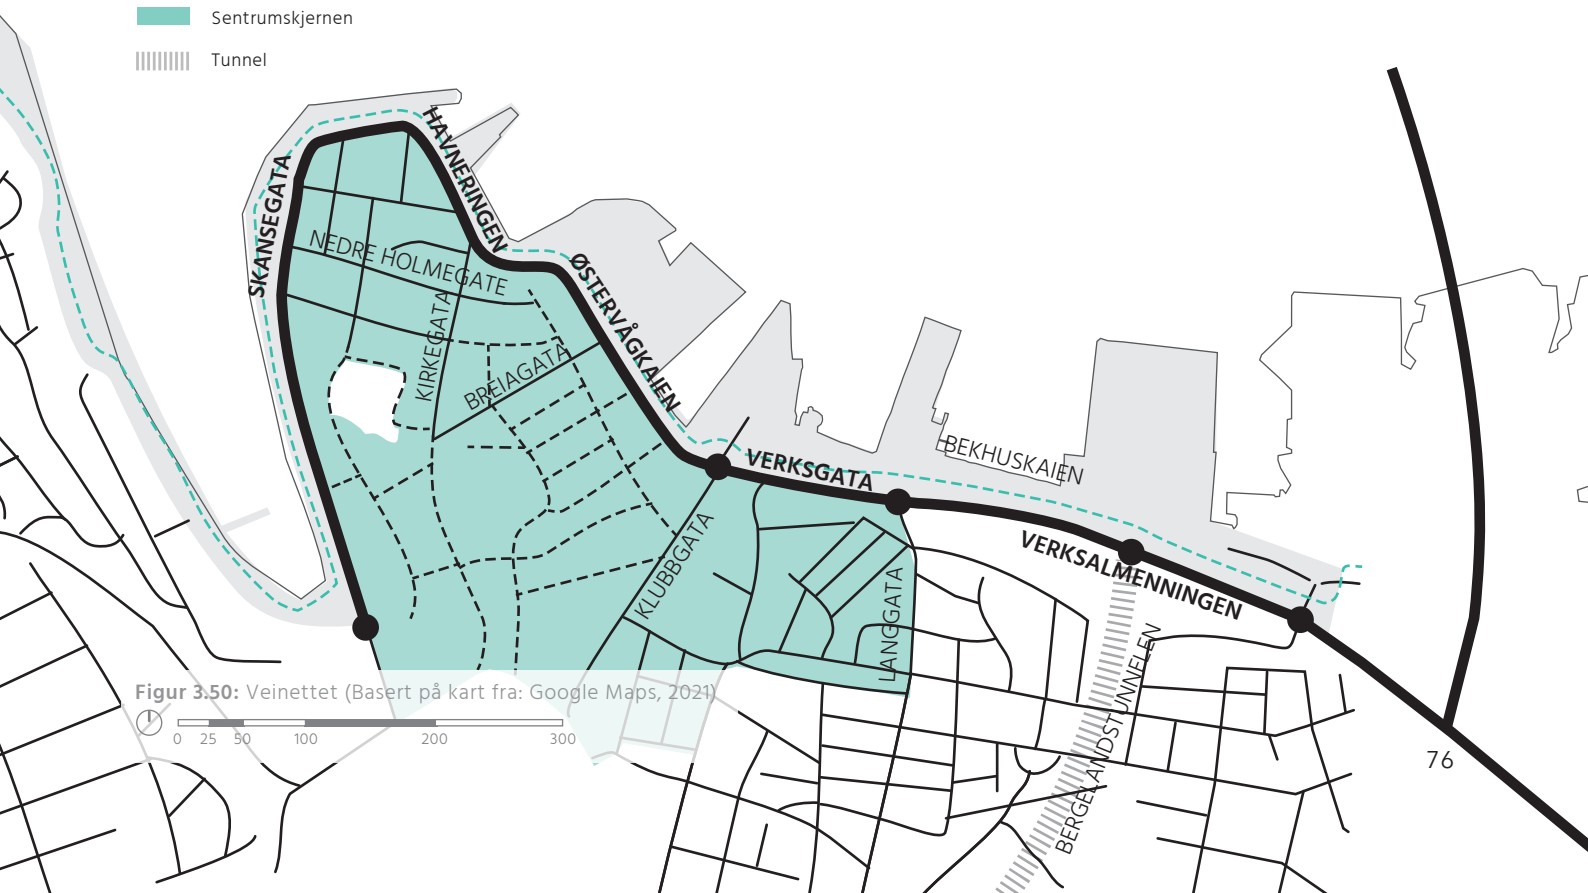 Sentrumskjernen
Tunnel
HAVNERINGEN
SKANSEGATA
NEDRE HOLMEGATE
ØSTERVÅGKAIEN
KIRKEGATA
BREIAGATA
VERKSGATA
BEKHUSKAIEN
VERKSALMENNINGEN
KLUBBGATA
LANGGATA
BERGELANDSTUNNELEN
Figur 3.50: Veinettet (Basert på kart fra: Google Maps, 2021)
0 25 50 100 200 300
76